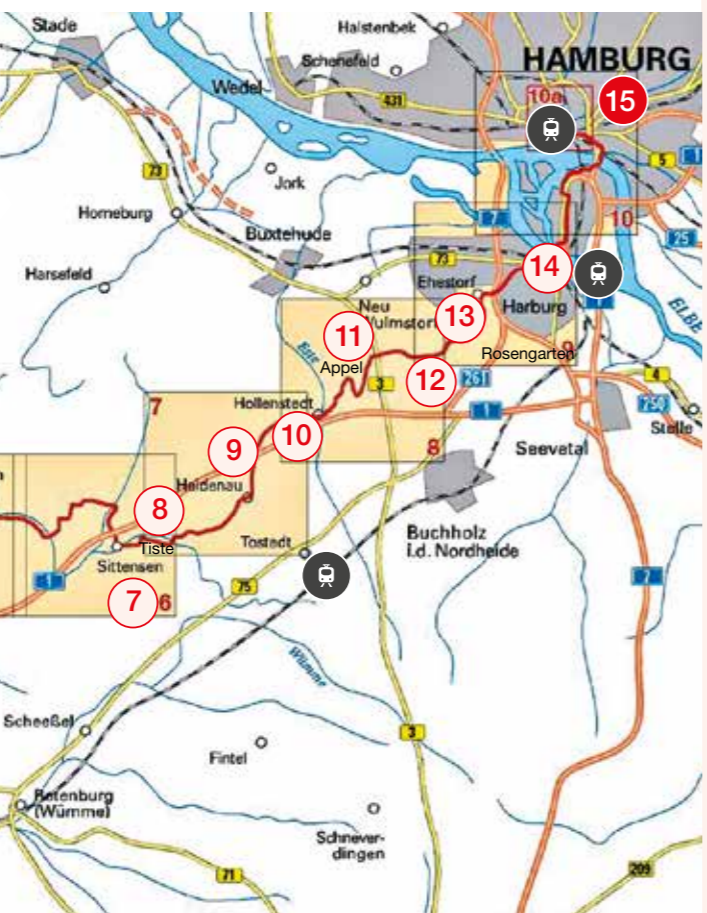 Stade
Halstenbek
Schenefeld
HAMBURG
Wedel
431
10a
15
5
73
Jork
Horneburg
Buxtehude
10
25
Harsefeld
73
Ehestorf
14
ELBE
Neu
Wulmstorf
13
Harburg
11
Este
Appel
Rosengarten
9
3
12
261
4
250
7
Hollenstedt
1
Stelle
9
10
8
Seevetal
Heidenau
8
Tiste
Tostedt
Buchholz
i.d. Nordheide
Sittensen
1
75
7
7
6
Wümme
Scheeßel
3
Fintel
Rotenburg
(Wümme)
Schnever-
dingen
71
209